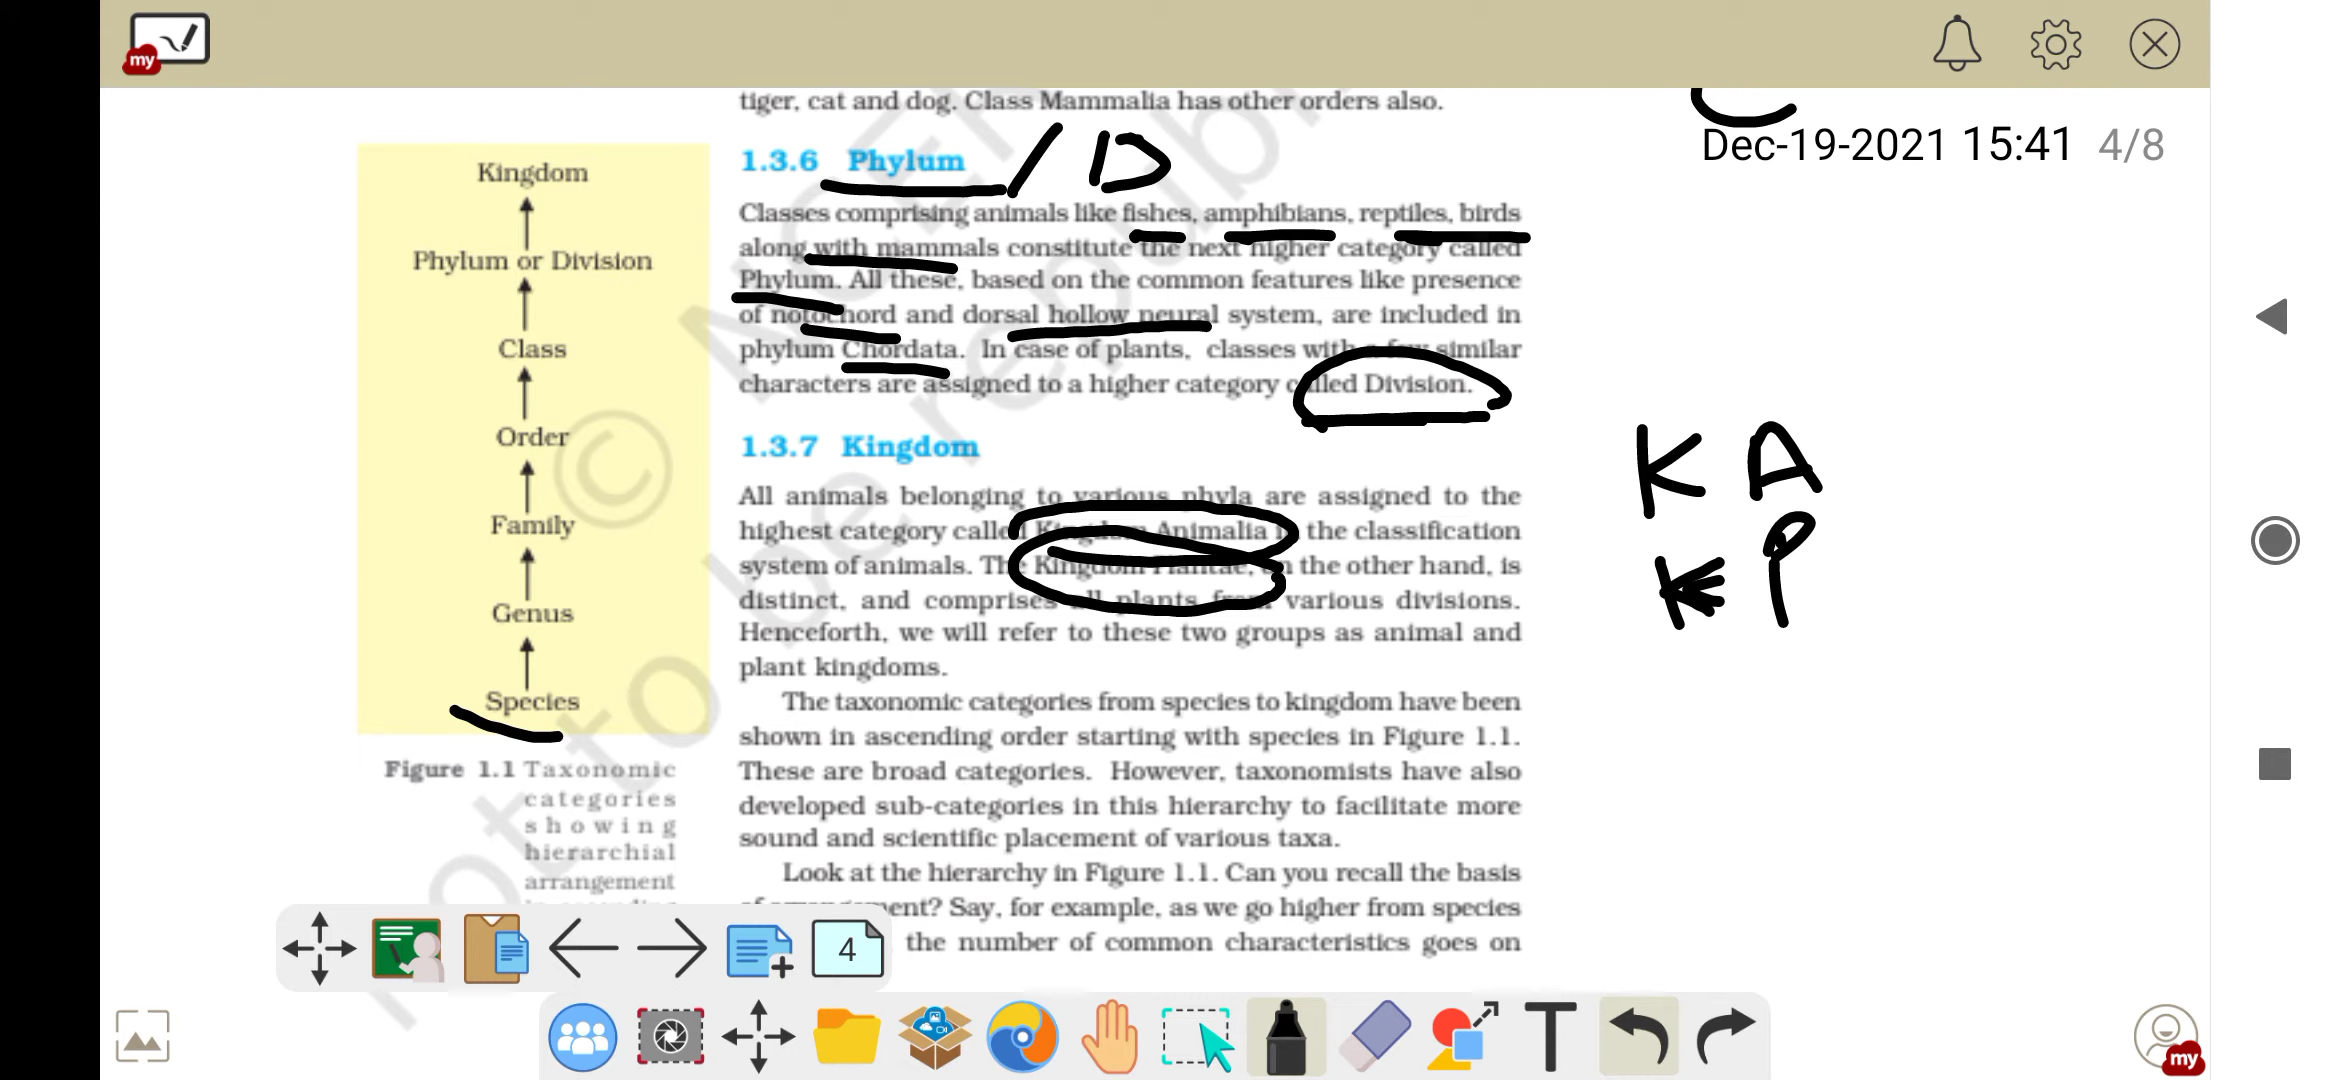 my
tiger, cat and dog. Class Mammalia has other orders also.
Dec-19-2021 15:41 4/8
1.3.6 Phylum / D
Classes comprising animals like fishes, amphibians, reptiles, birds
along with mammals constitute the next higher category called
Phylum. All these, based on the common features like presence
of notochord and dorsal hollow neural system, are included in
phylum Chordata. In case of plants, classes with a few similar
characters are assigned to a higher category called Division.
1.3.7 Kingdom
All animals belonging to various phyla are assigned to the
highest category called Kingdom Animalia in the classification
system of animals. The Kingdom Plantae, on the other hand, is
distinct, and comprises all plants from various divisions.
Henceforth, we will refer to these two groups as animal and
plant kingdoms.
The taxonomic categories from species to kingdom have been
shown in ascending order starting with species in Figure 1.1.
These are broad categories. However, taxonomists have also
developed sub-categories in this hierarchy to facilitate more
sound and scientific placement of various taxa.
Look at the hierarchy in Figure 1.1. Can you recall the basis
of arrangement? Say, for example, as we go higher from species
the number of common characteristics goes on
Kingdom
Phylum or Division
Class
Order
Family
Genus
Species
Figure 1.1 Taxonomic
categories
showing
hierarchial
arrangement
K A
K P
© NCER
not to be republi
4
T
my